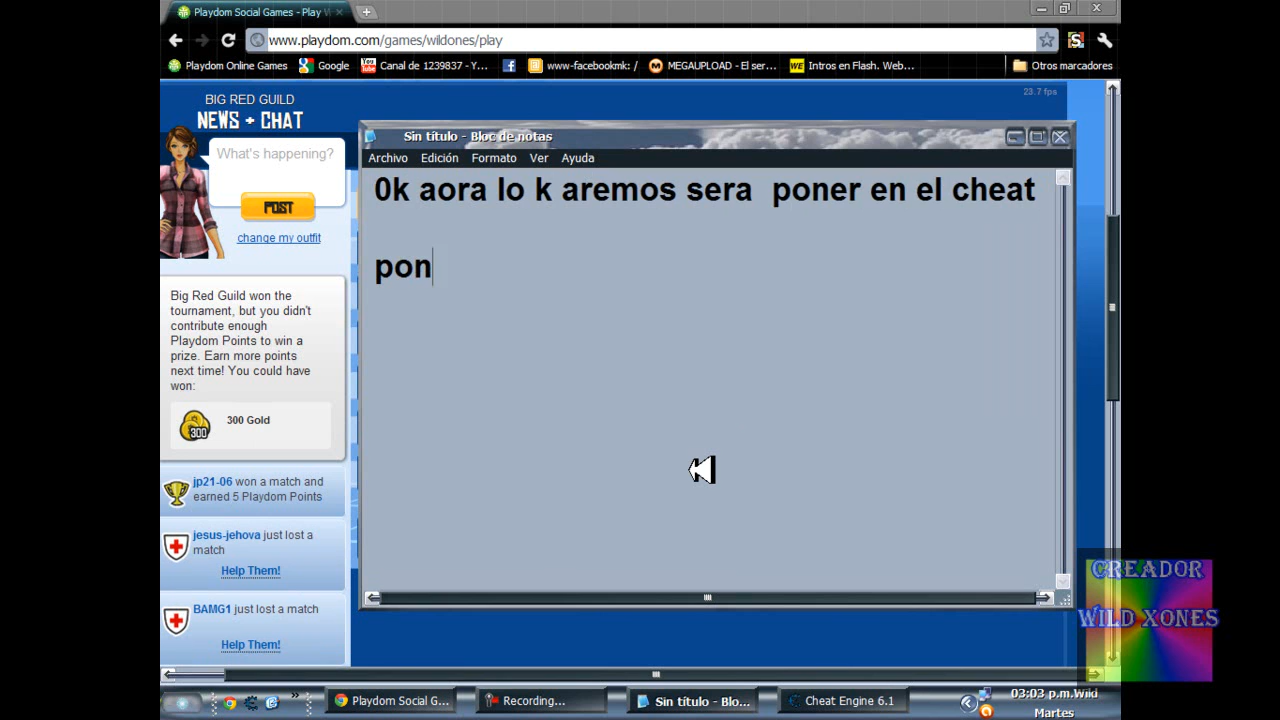 Playdom Social Games - Play
www.playdom.com/games/wildones/play
Playdom Online Games
Google
Canal de 1239837 - Y...
www-facebookmk: /
MEGAUPLOAD - El ser...
WE
Intros en Flash. Web...
Otros marcadores
23.7 fps
BIG RED GUILD
NEWS + CHAT
What's happening?
POST
change my outfit
Sin título - Bloc de notas
Archivo Edición Formato Ver Ayuda
0k aora lo k aremos sera poner en el cheat
pon
Big Red Guild won the
tournament, but you didn't
contribute enough
Playdom Points to win a
prize. Earn more points
next time! You could have
won:
300
300 Gold
jp21-06 won a match and
earned 5 Playdom Points
jesus-jehova just lost a
match
Help Them!
BAMG1 just lost a match
Help Them!
CREADOR
WILD XONES
Playdom Social G...
Recording...
Sin título - Blo...
Cheat Engine 6.1
03:03 p.m.Wild
Martes